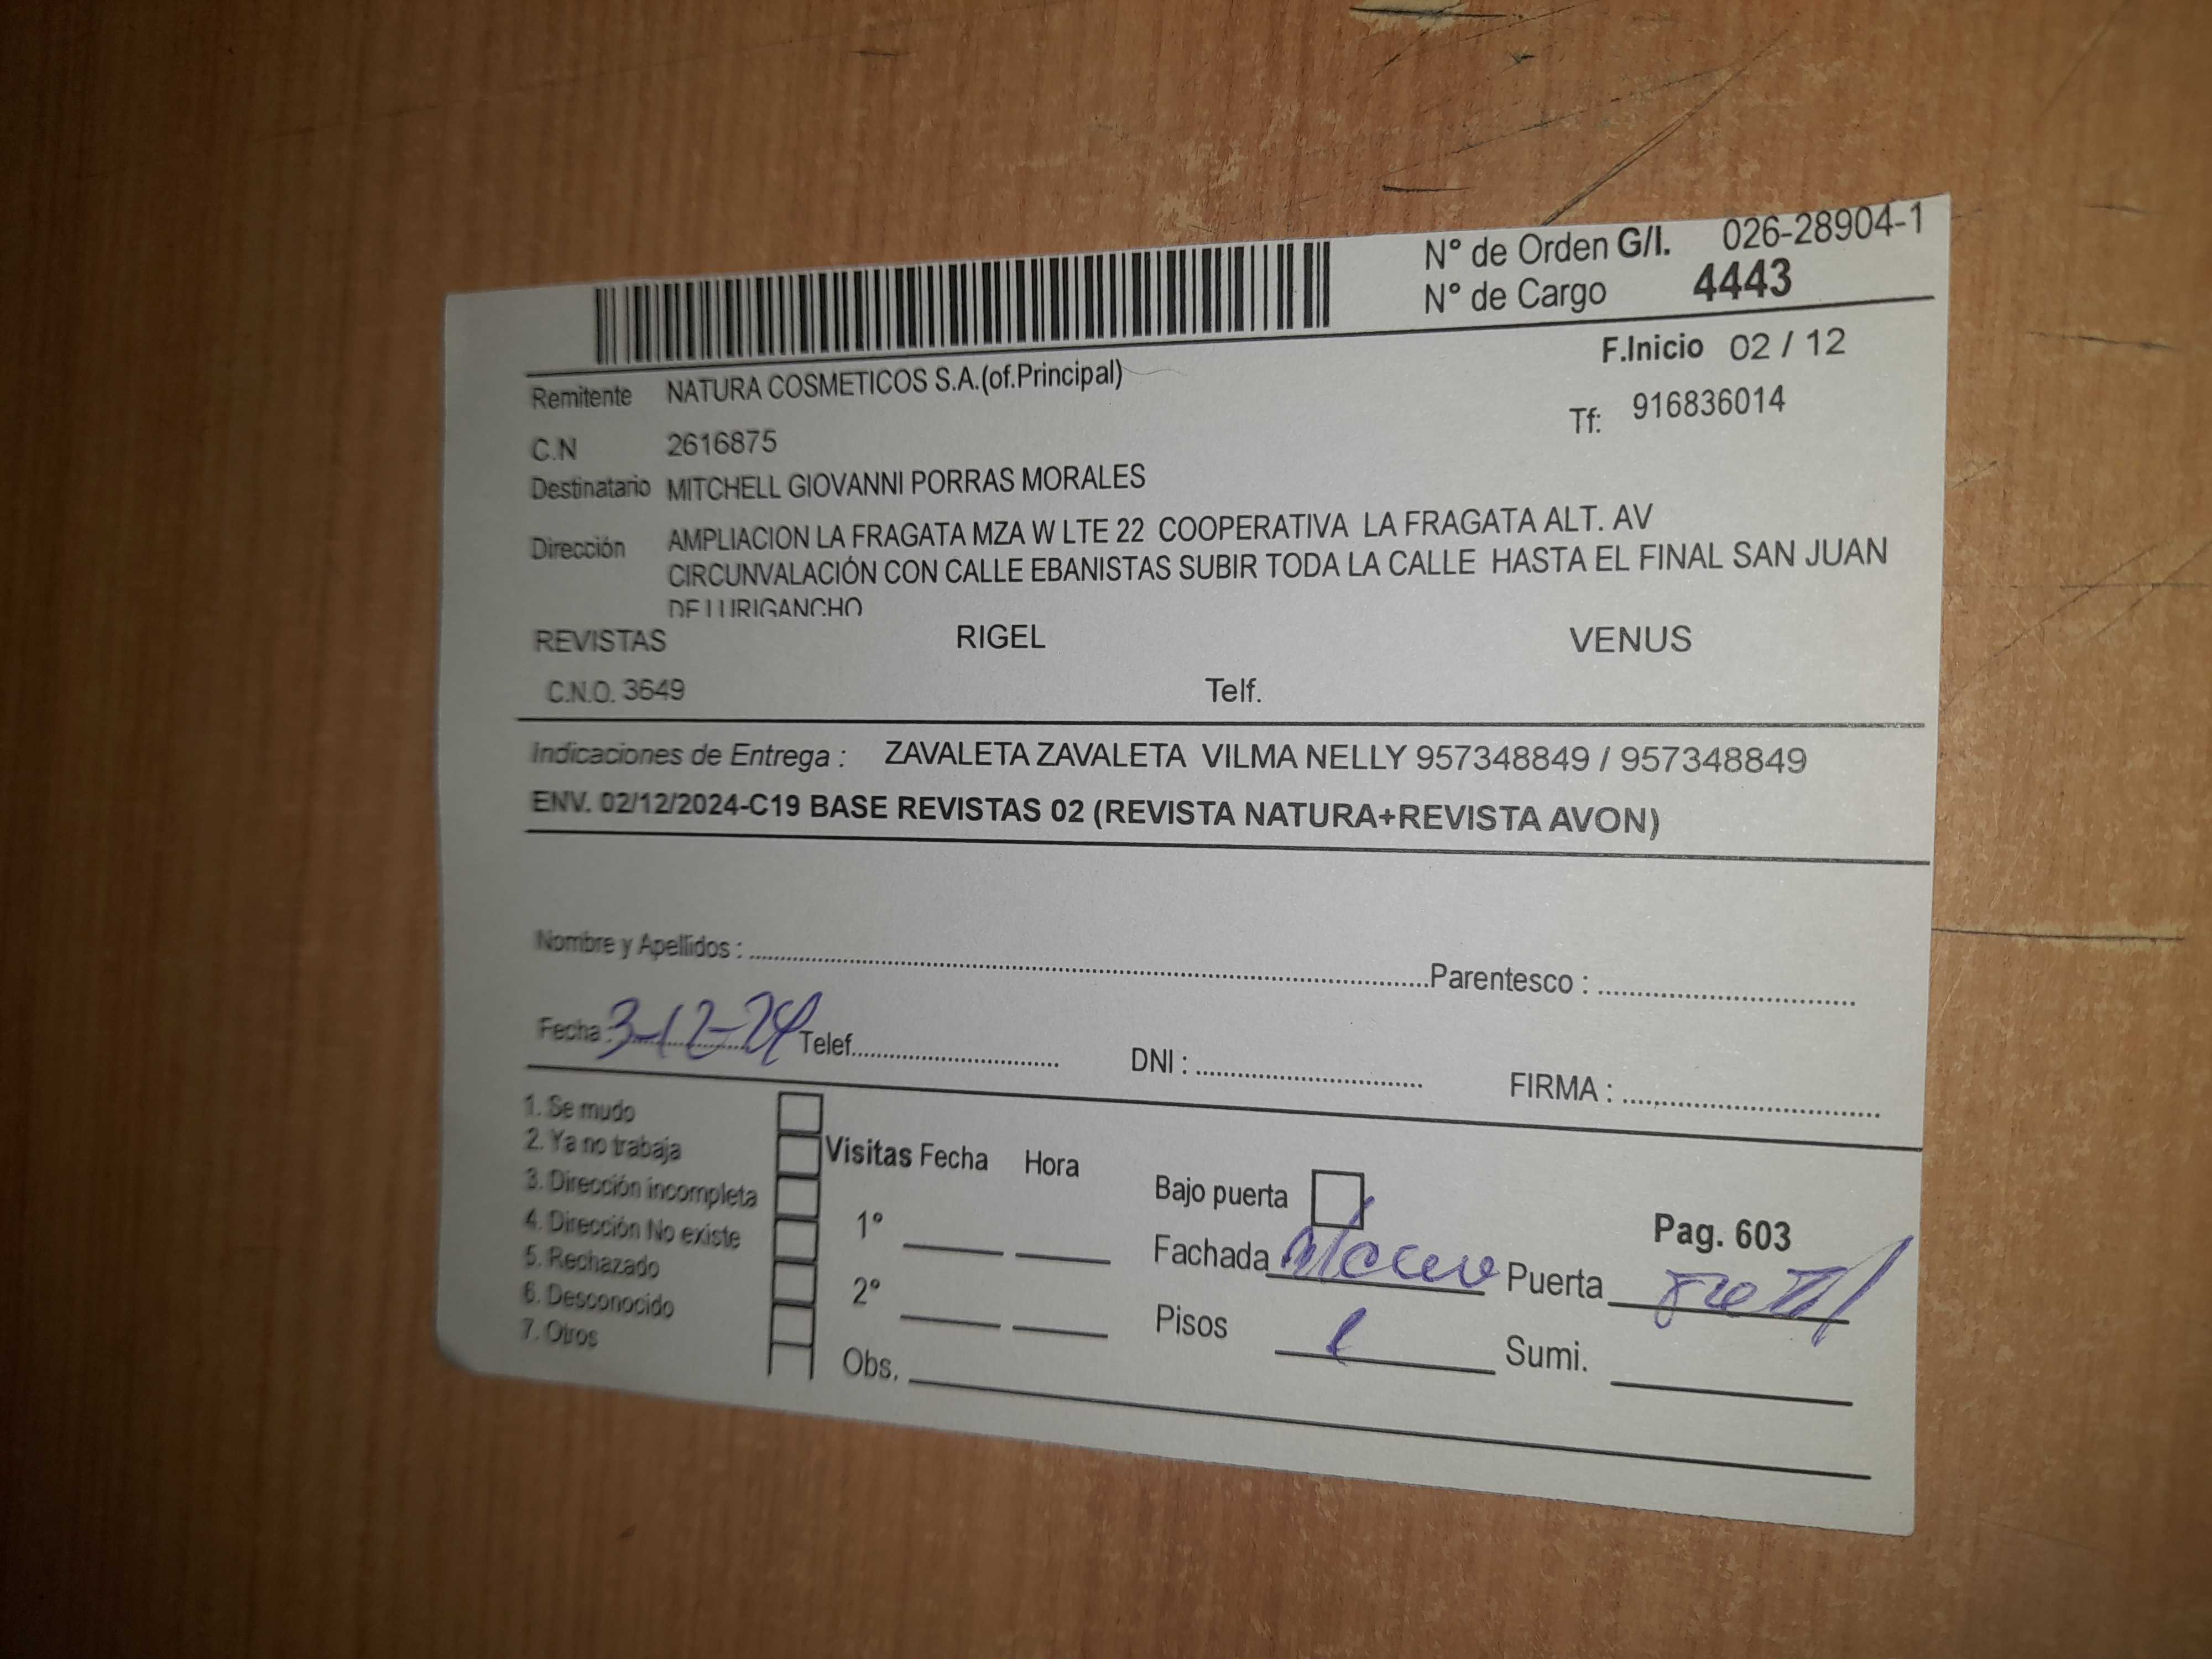 N° de Orden G/I. 026-28904-1
N° de Cargo 4443
F.Inicio 02 / 12
Remitente NATURA COSMETICOS S.A.(of.Principal)
Tf: 916836014
C.N 2616875
Destinatario MITCHELL GIOVANNI PORRAS MORALES
Dirección AMPLIACION LA FRAGATA MZA W LTE 22 COOPERATIVA LA FRAGATA ALT. AV
CIRCUNVALACIÓN CON CALLE EBANISTAS SUBIR TODA LA CALLE HASTA EL FINAL SAN JUAN
DE LURIGANCHO
REVISTAS RIGEL VENUS
C.N.O. 3649 Telf.
Indicaciones de Entrega : ZAVALETA ZAVALETA VILMA NELLY 957348849 / 957348849
ENV. 02/12/2024-C19 BASE REVISTAS 02 (REVISTA NATURA+REVISTA AVON)
Nombre y Apellidos : Parentesco :
Fecha : 3-12-24 Telef. DNI : FIRMA :
1. Se mudo
2. Ya no trabaja
3. Dirección incompleta
4. Dirección No existe
5. Rechazado
6. Desconocido
7. Otros
Visitas Fecha Hora
1°
2°
Obs.
Bajo puerta
Fachada
Pisos 1
Pag. 603
Puerta
Sumi.